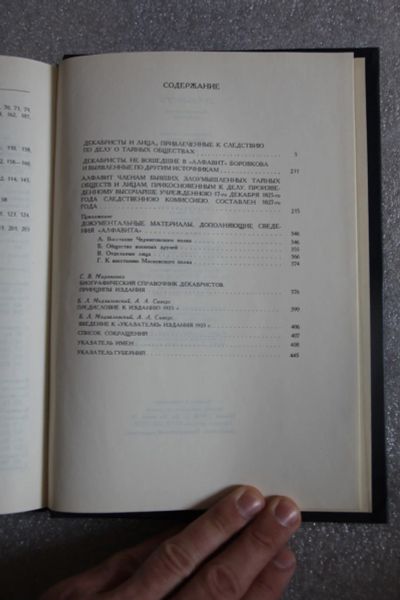 СОДЕРЖАНИЕ
ДЕКАБРИСТЫ И ЛИЦА, ПРИВЛЕЧЕННЫЕ К СЛЕДСТВИЮ
ПО ДЕЛУ О ТАЙНЫХ ОБЩЕСТВАХ 5
ДЕКАБРИСТЫ, НЕ ВОШЕДШИЕ В «АЛФАВИТ» БОРОВКОВА
И ВЫЯВЛЕННЫЕ ПО ДРУГИМ ИСТОЧНИКАМ 211
АЛФАВИТ ЧЛЕНАМ БЫВШИХ ЗЛОУМЫШЛЕННЫХ ТАЙНЫХ
ОБЩЕСТВ И ЛИЦАМ, ПРИКОСНОВЕННЫМ К ДЕЛУ, ПРОИЗВЕ-
ДЕННОМУ ВЫСОЧАЙШЕ УЧРЕЖДЕННОЮ 17-го ДЕКАБРЯ 1825-го
ГОДА СЛЕДСТВЕННОЮ КОМИССИЕЮ. СОСТАВЛЕН 1827-го
ГОДА 215
Приложение
ДОКУМЕНТАЛЬНЫЕ МАТЕРИАЛЫ, ДОПОЛНЯЮЩИЕ СВЕДЕ-
НИЯ «АЛФАВИТА» 346
А. Восстание Черниговского полка 346
Б. Общество военных друзей 355
В. Отдельные лица 366
Г. К восстанию Московского полка 374
С. В. Мироненко
БИОГРАФИЧЕСКИЙ СПРАВОЧНИК ДЕКАБРИСТОВ.
ПРИНЦИПЫ ИЗДАНИЯ 376
Б. Л. Модзалевский, А. А. Сиверс
ПРЕДИСЛОВИЕ К ИЗДАНИЮ 1925 г. 390
Б. Л. Модзалевский, А. А. Сиверс
ВВЕДЕНИЕ К «УКАЗАТЕЛЮ» ИЗДАНИЯ 1925 г. 406
СПИСОК СОКРАЩЕНИЙ 407
УКАЗАТЕЛЬ ИМЕН 408
УКАЗАТЕЛЬ ГУБЕРНИЙ 445